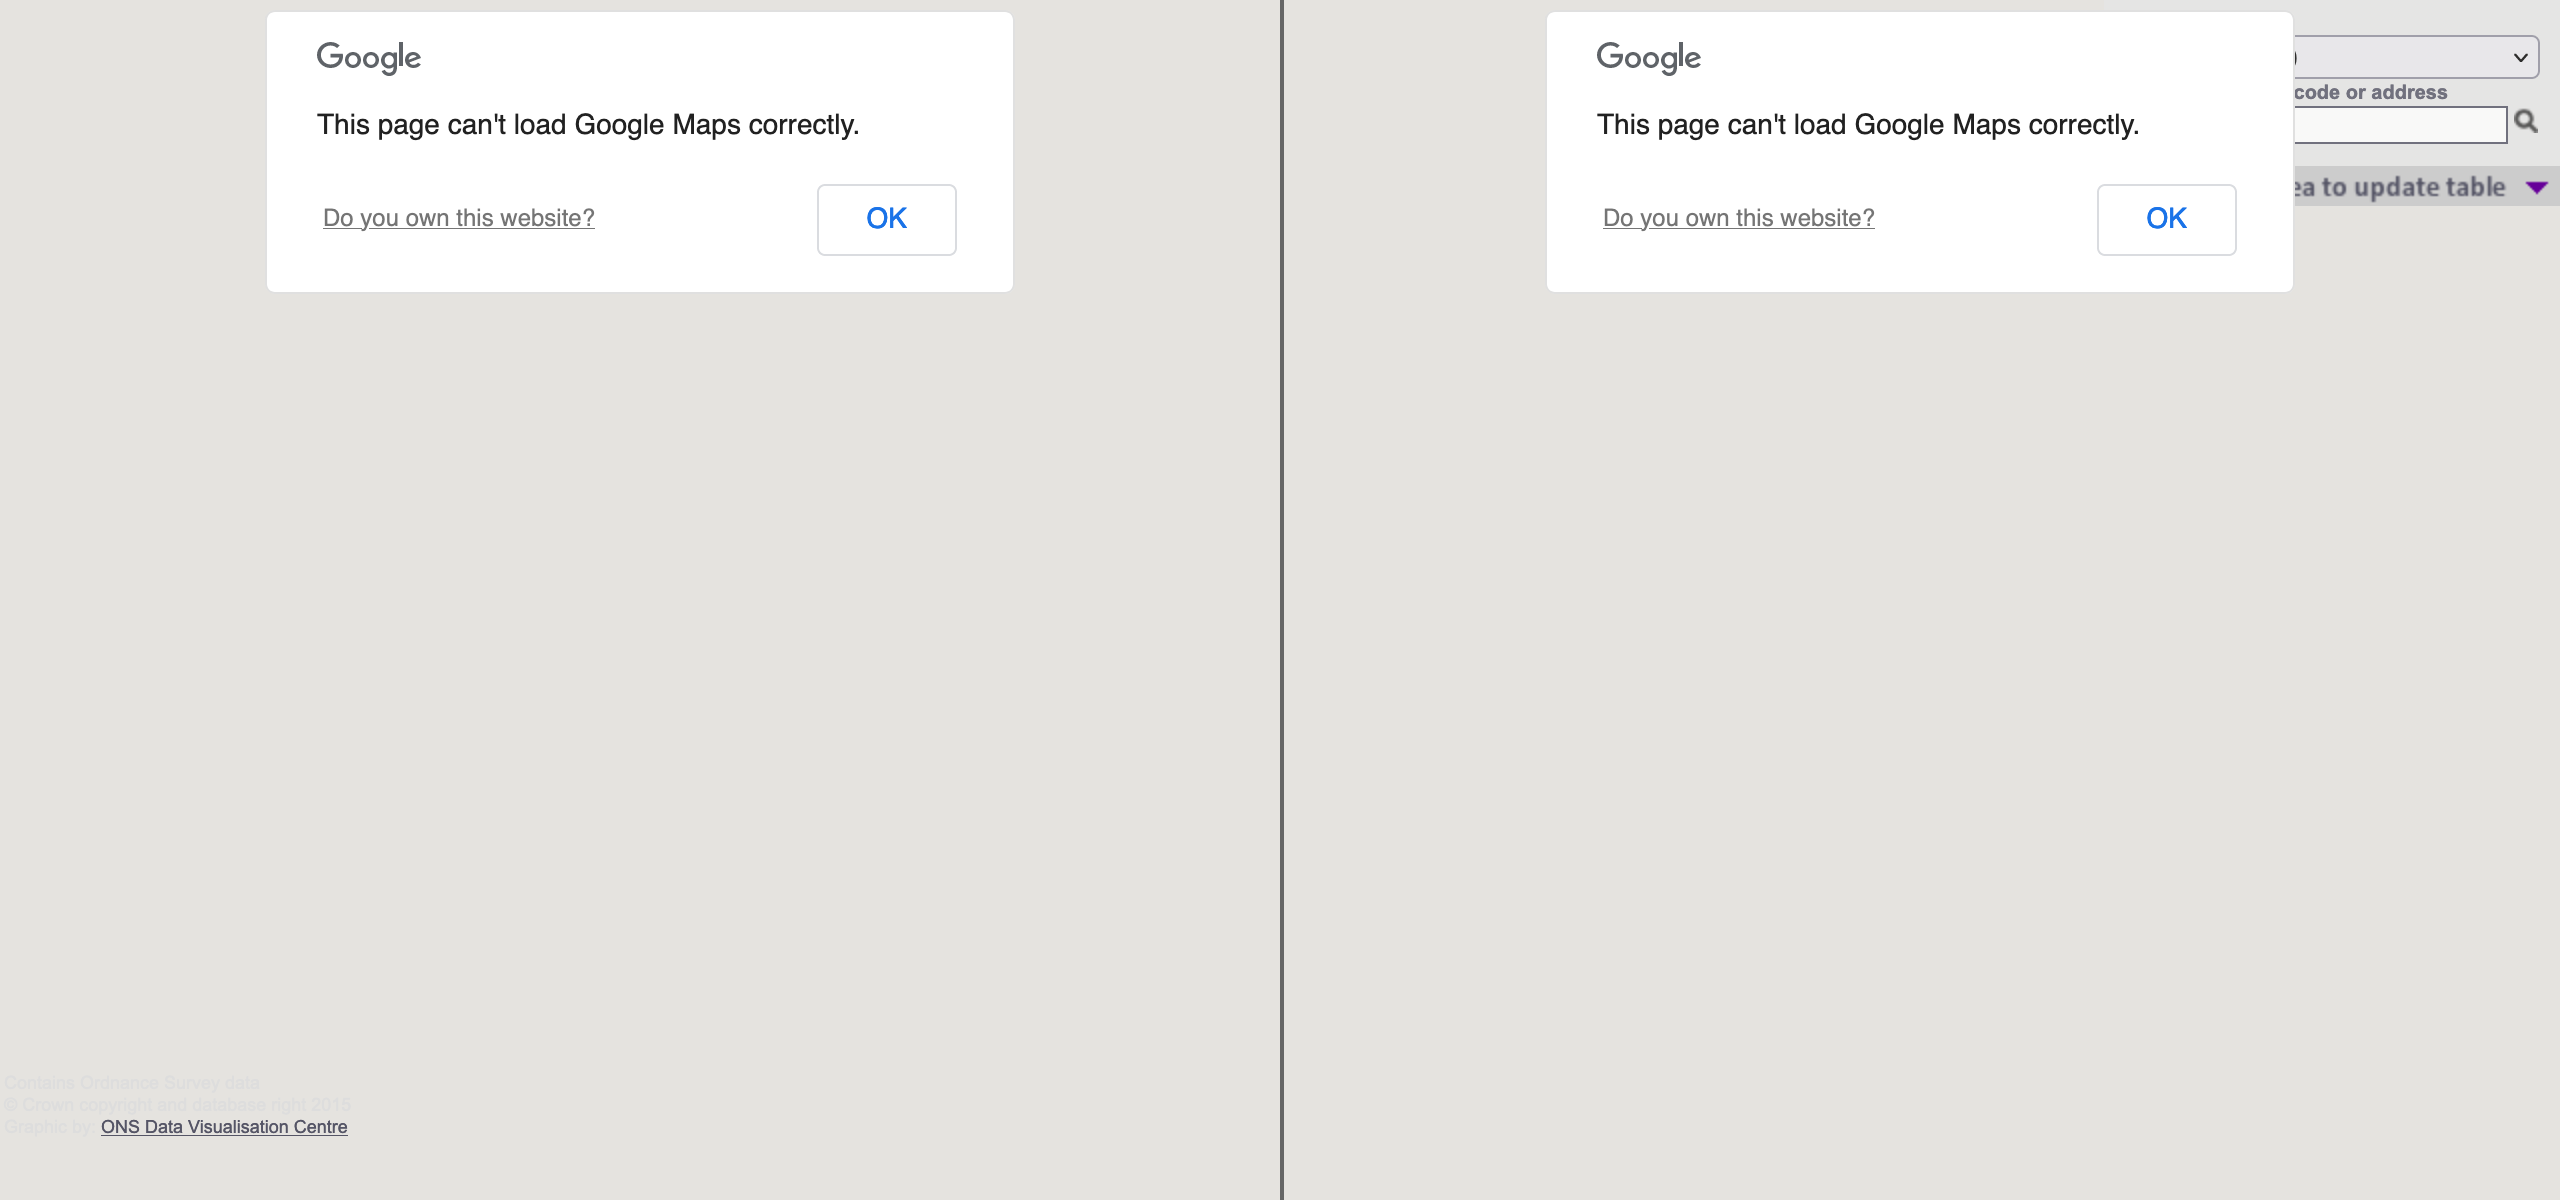 Google
This page can't load Google Maps correctly.
Do you own this website?
OK
Google
This page can't load Google Maps correctly.
Do you own this website?
OK
)
code or address
to update table
Contains Ordnance Survey data
© Crown copyright and database right 2015
Graphic by: ONS Data Visualisation Centre